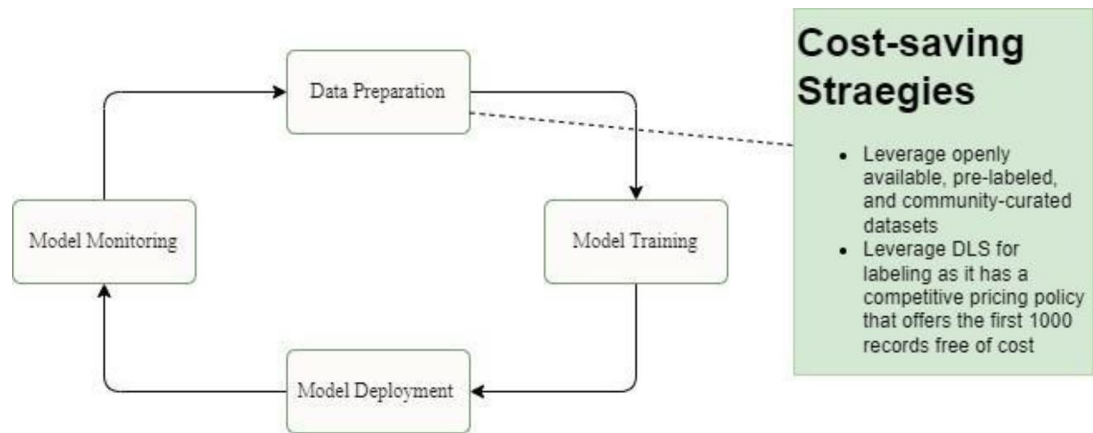 Data Preparation
Model Monitoring
Model Training
Model Deployment
Cost-saving
Straegies
• Leverage openly
available, pre-labeled,
and community-curated
datasets
• Leverage DLS for
labeling as it has a
competitive pricing policy
that offers the first 1000
records free of cost